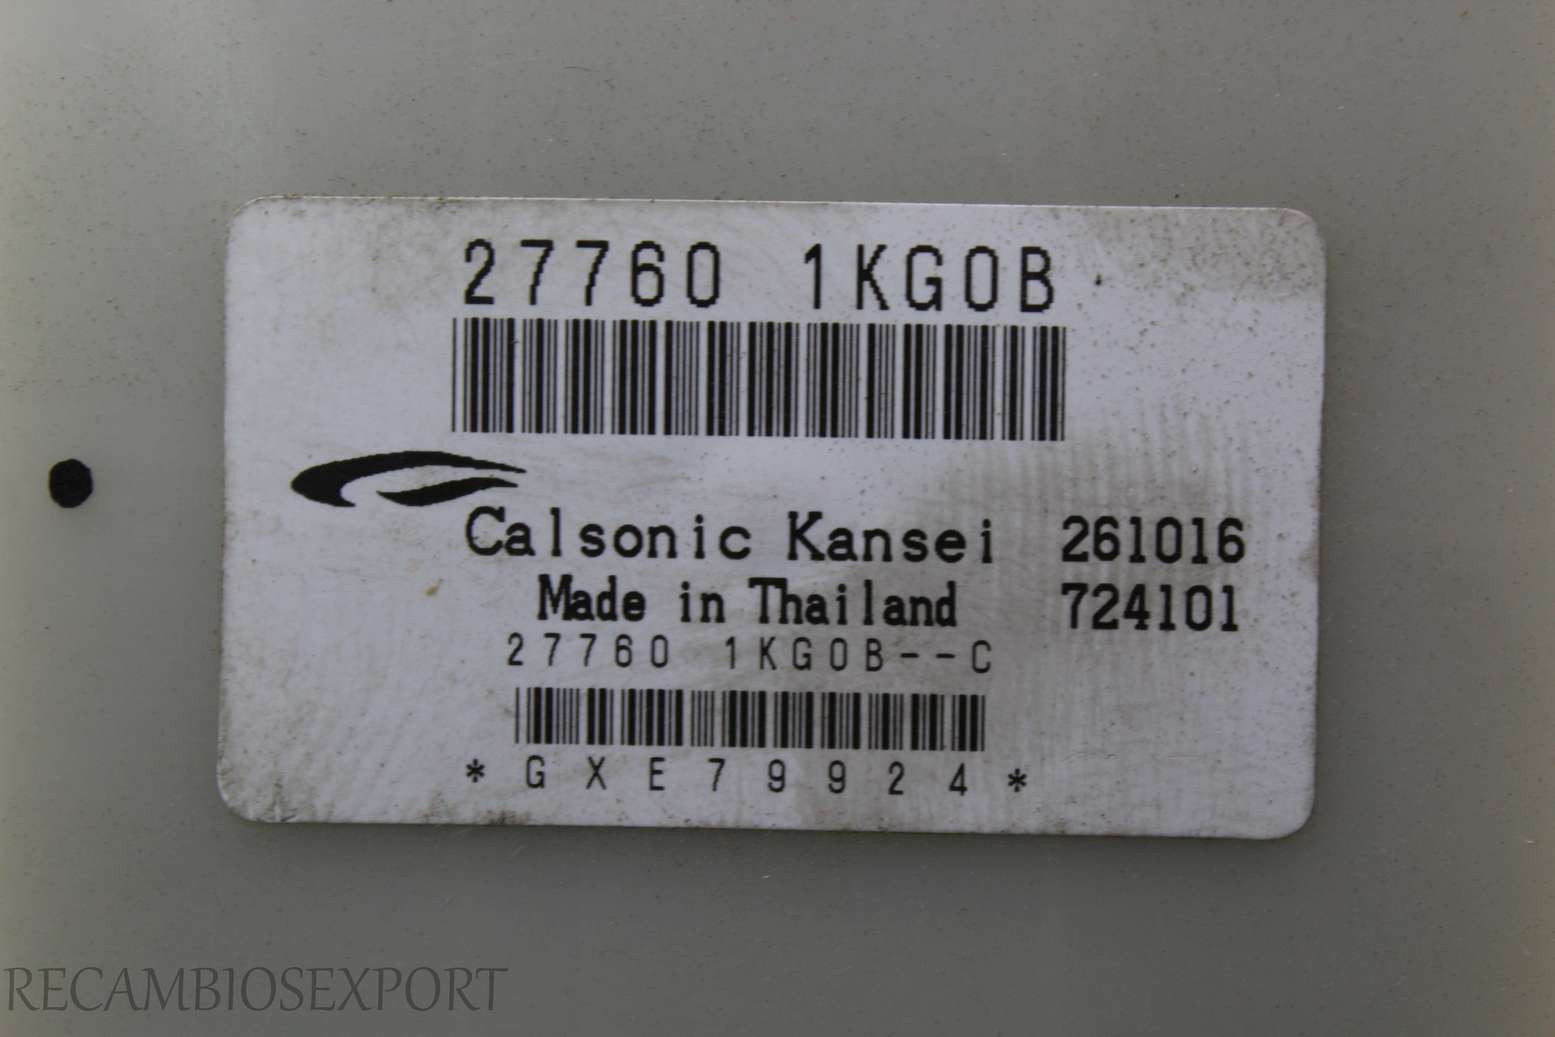 27760 1KG0B
Calsonic Kansei 261016
Made in Thailand 724101
27760 1KG0B--C
*GXE79924*
RECAMBIOSEXPORT